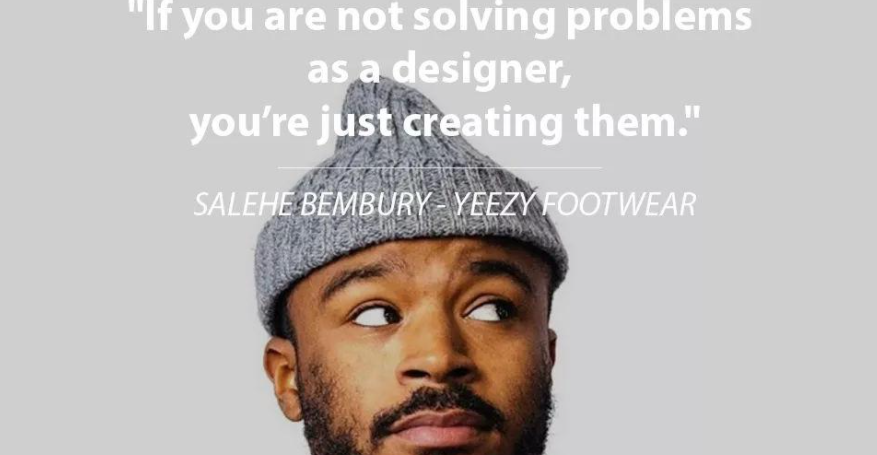 "If you are not solving problems
as a designer,
you’re just creating them."
SALEHE BEMBURY - YEEZY FOOTWEAR